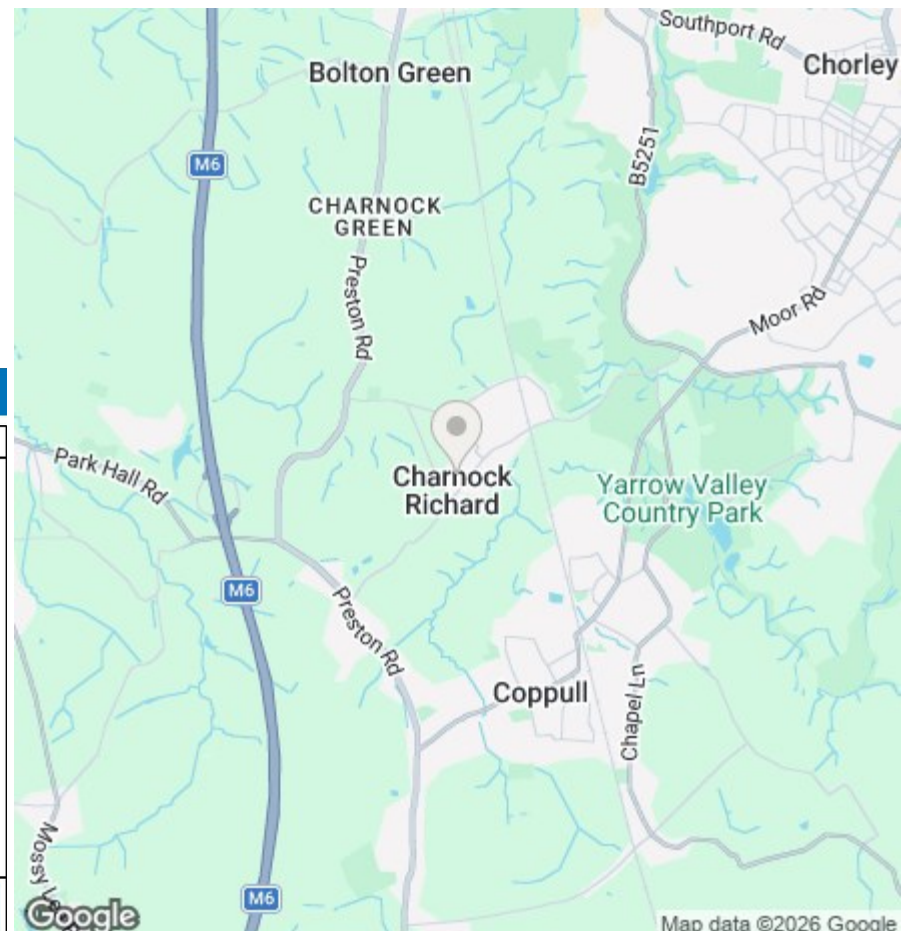 Southport Rd
Chorley
Bolton Green
B5251
M6
CHARNOCK
GREEN
Preston Rd
Moor Rd
Park Hall Rd
Charnock
Richard
Yarrow Valley
Country Park
M6
Preston Rd
Coppull
Chapel Ln
Mossy
M6
Google
Map data ©2026 Google